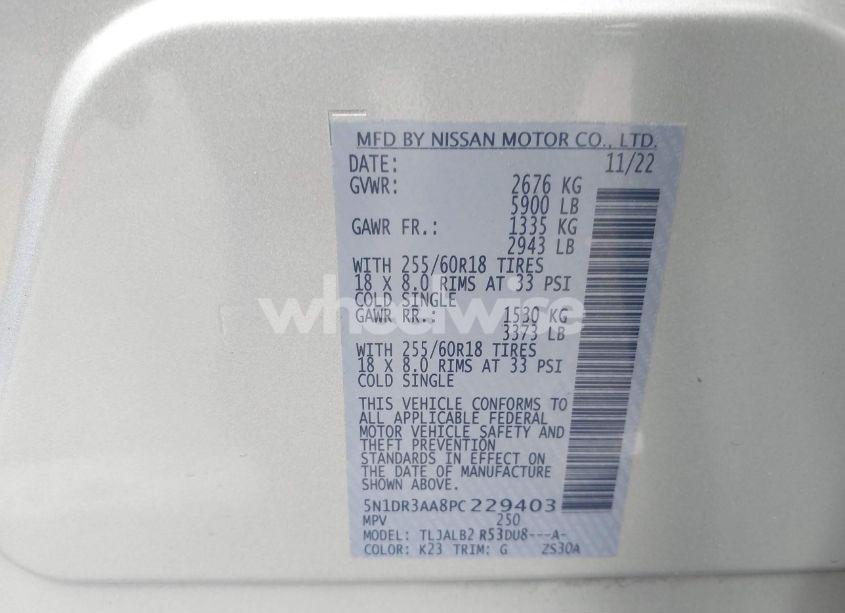 MFD BY NISSAN MOTOR CO., LTD.
DATE: 11/22
GVWR: 2676 KG
5900 LB
GAWR FR.: 1335 KG
2943 LB
WITH 255/60R18 TIRES
18 X 8.0 RIMS AT 33 PSI
COLD SINGLE
wheelwise
GAWR RR.: 1530 KG
3373 LB
WITH 255/60R18 TIRES
18 X 8.0 RIMS AT 33 PSI
COLD SINGLE
THIS VEHICLE CONFORMS TO
ALL APPLICABLE FEDERAL
MOTOR VEHICLE SAFETY AND
THEFT PREVENTION
STANDARDS IN EFFECT ON
THE DATE OF MANUFACTURE
SHOWN ABOVE.
5N1DR3AA8PC229403
MPV 250
MODEL: TLJALB2 R53DU8---A-
COLOR: K23 TRIM: G ZS30A